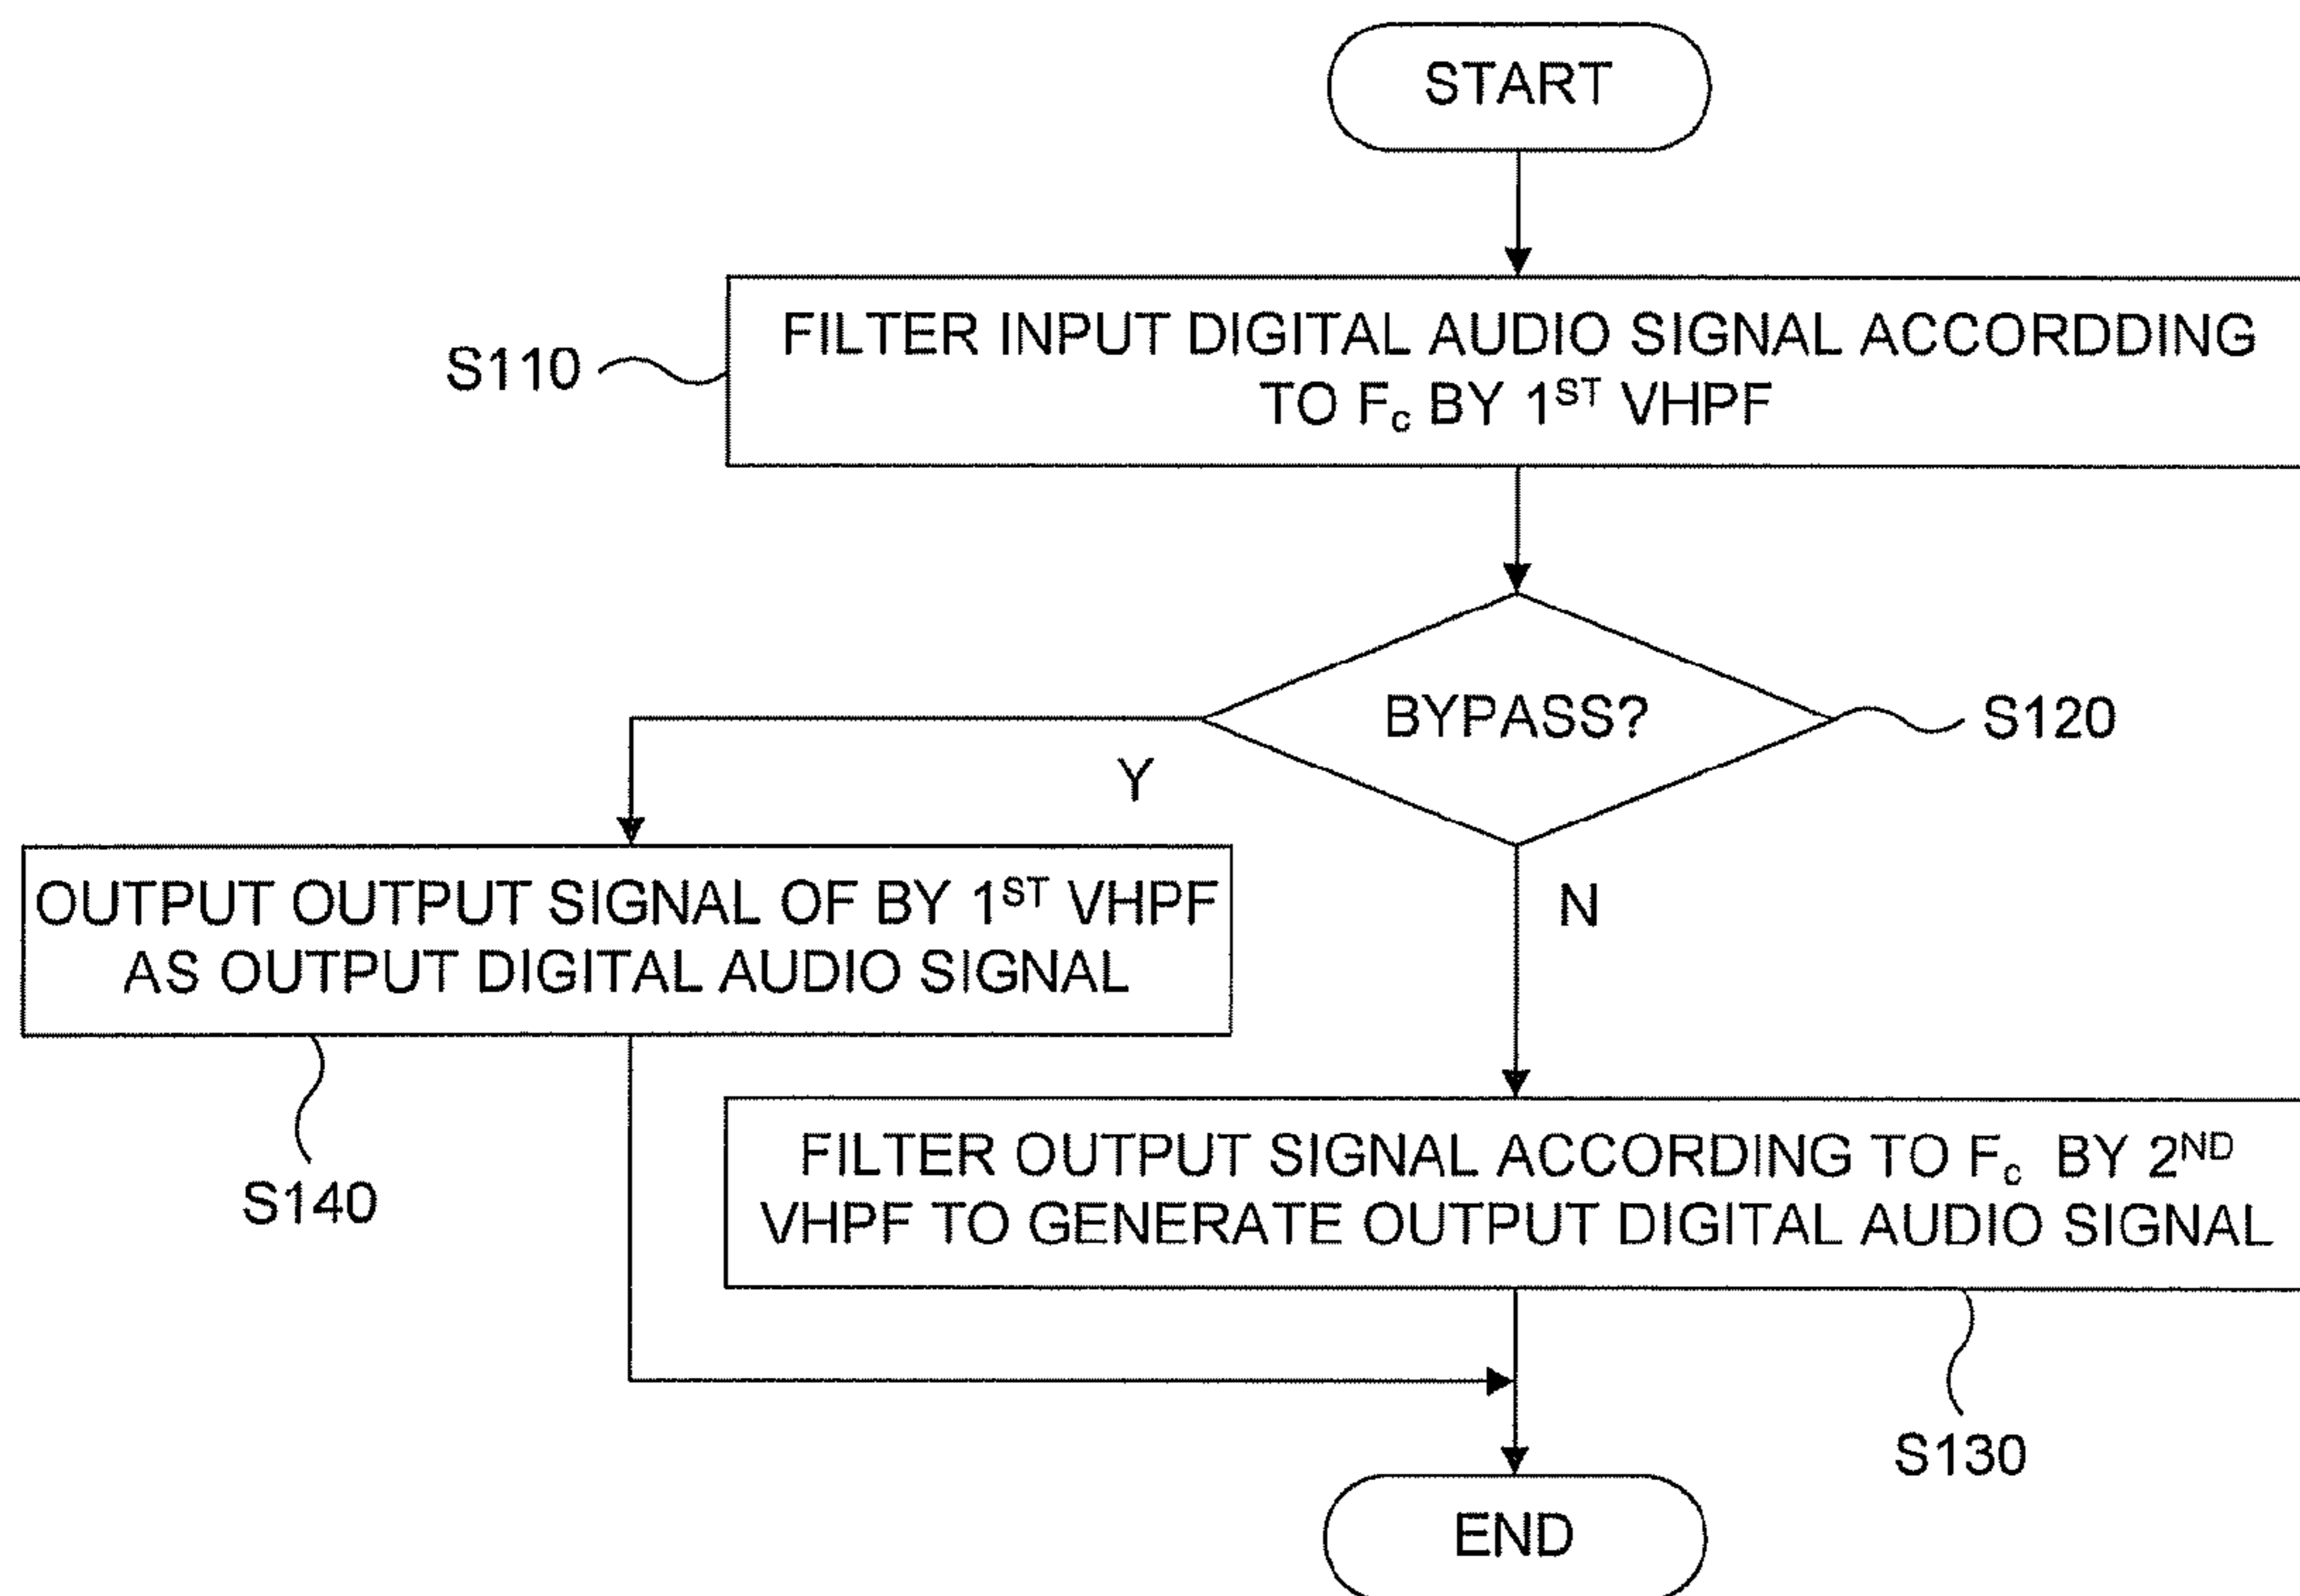 START
FILTER INPUT DIGITAL AUDIO SIGNAL ACCORDDING
TO Fc BY 1ST VHPF
S110
BYPASS?
S120
Y
N
OUTPUT OUTPUT SIGNAL OF BY 1ST VHPF
AS OUTPUT DIGITAL AUDIO SIGNAL
S140
FILTER OUTPUT SIGNAL ACCORDING TO Fc BY 2ND
VHPF TO GENERATE OUTPUT DIGITAL AUDIO SIGNAL
S130
END